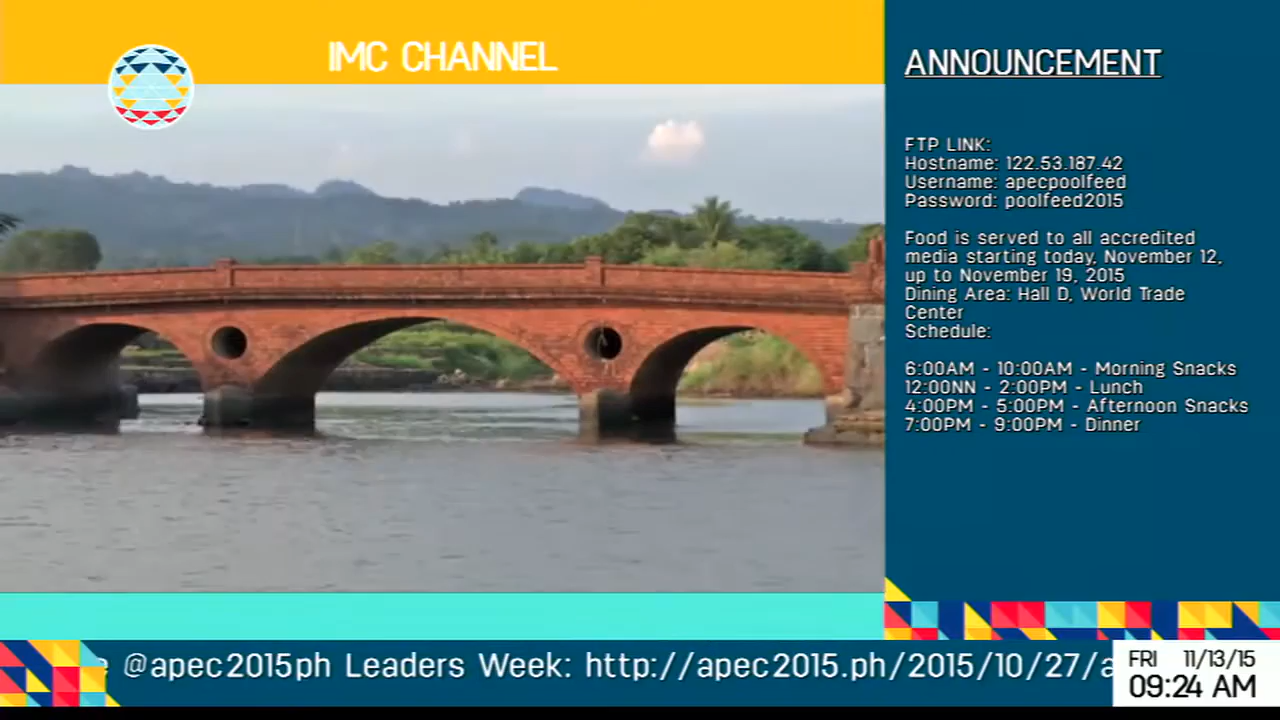 IMC CHANNEL
ANNOUNCEMENT
FTP LINK:
Hostname: 122.53.187.42
Username: apecpoolfeed
Password: poolfeed2015
Food is served to all accredited
media starting today, November 12,
up to November 19, 2015
Dining Area: Hall D, World Trade
Center
Schedule:
6:00AM - 10:00AM - Morning Snacks
12:00NN - 2:00PM - Lunch
4:00PM - 5:00PM - Afternoon Snacks
7:00PM - 9:00PM - Dinner
@apec2015ph Leaders Week: http://apec2015.ph/2015/10/27/a
FRI 11/13/15
09:24 AM